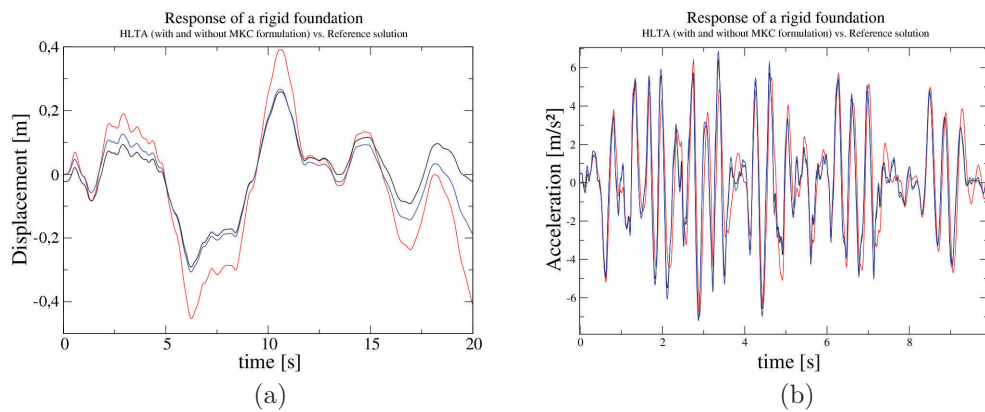 Response of a rigid foundation
HLTA (with and without MKC formulation) vs. Reference solution
Displacement [m]
0,4
0,2
0
-0,2
-0,4
0
5
10
15
20
time [s]
(a)
Response of a rigid foundation
HLTA (with and without MKC formulation) vs. Reference solution
Acceleration [m/s²]
6
4
2
0
-2
-4
-6
0
2
4
6
8
time [s]
(b)